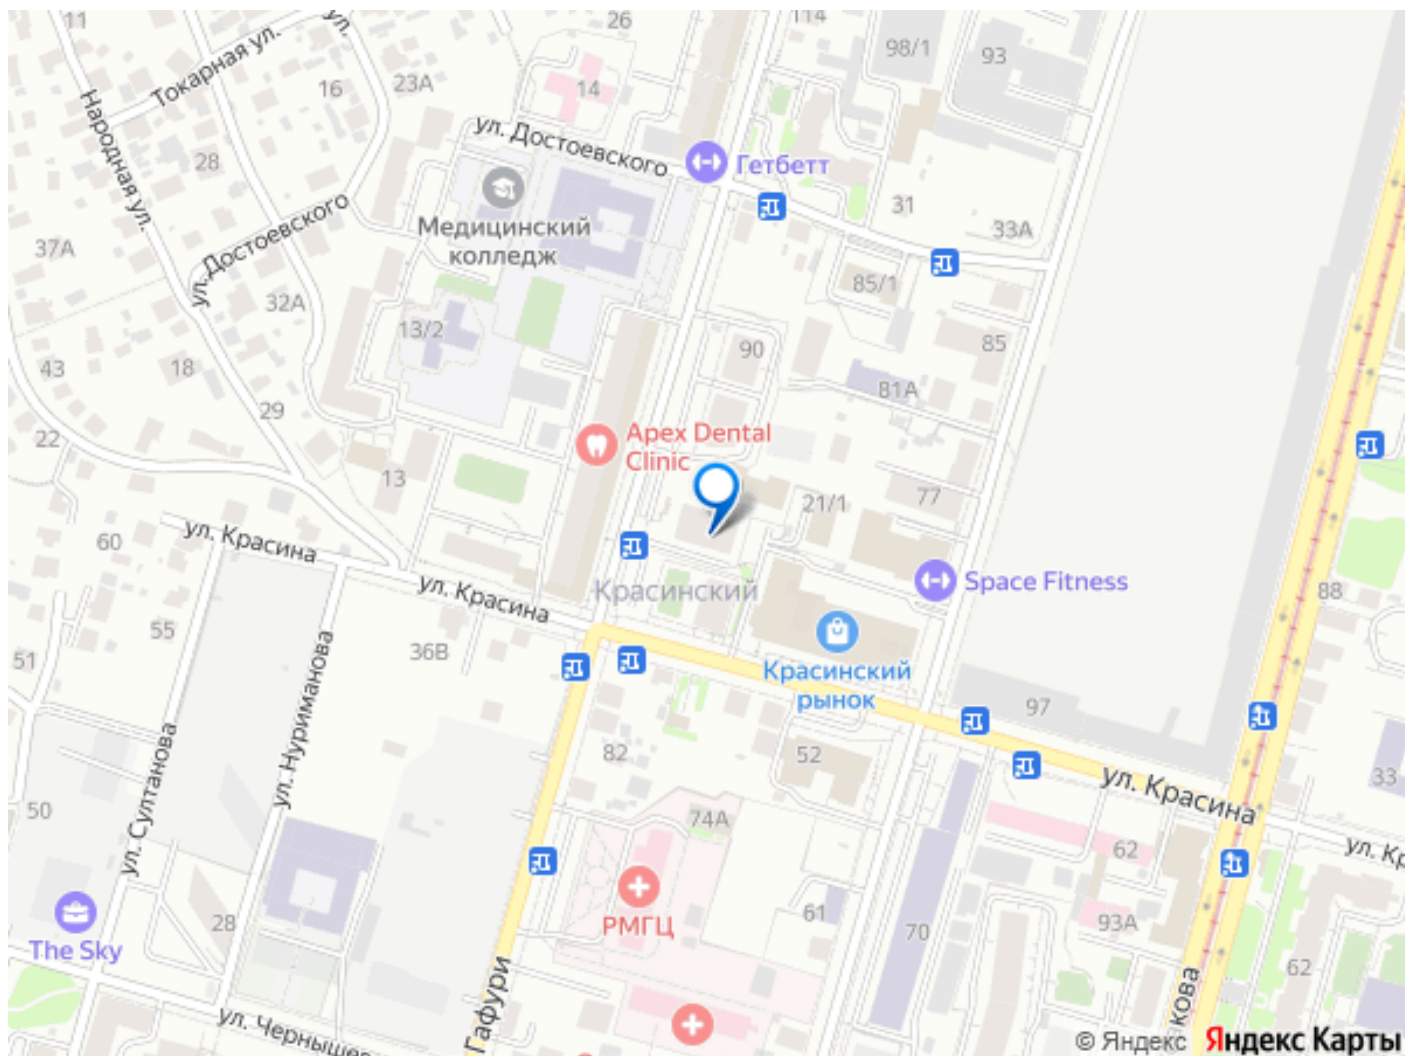 11
26
114
ул.
98/1
93
Токарная ул.
23А
16
14
Народная ул.
ул. Достоевского
Гетбетт
28
Медицинский
колледж
31
33А
37А
ул. Достоевского
32А
85/1
13/2
90
85
43
18
81А
29
22
Apex Dental
Clinic
13
77
21/1
ул. Красина
60
ул. Красина
Красинский
Space Fitness
88
55
36В
51
Красинский
рынок
ул. Нуриманова
97
82
52
ул. Султанова
ул. Красина
33
50
74А
62
ул. Кр
РМГЦ
61
28
70
93А
The Sky
62
Гафури
кова
ул. Чернышев
© Яндекс Яндекс Карты